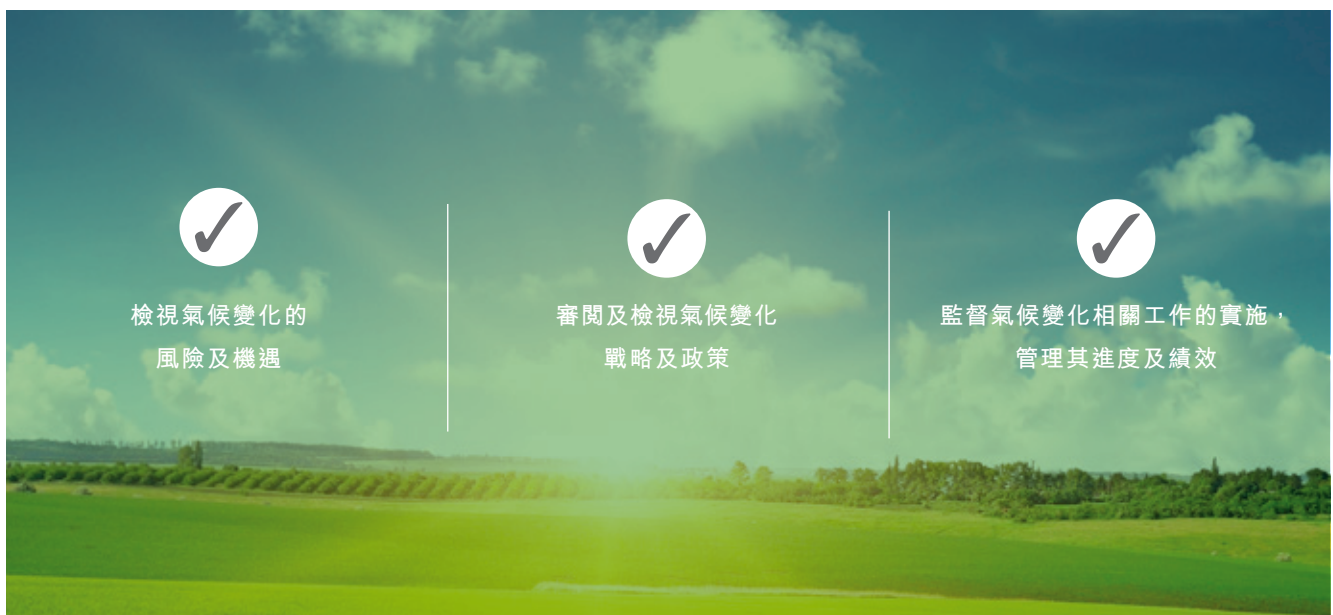 檢視氣候變化的
風險及機遇
審閱及檢視氣候變化
戰略及政策
監督氣候變化相關工作的實施，
管理其進度及績效